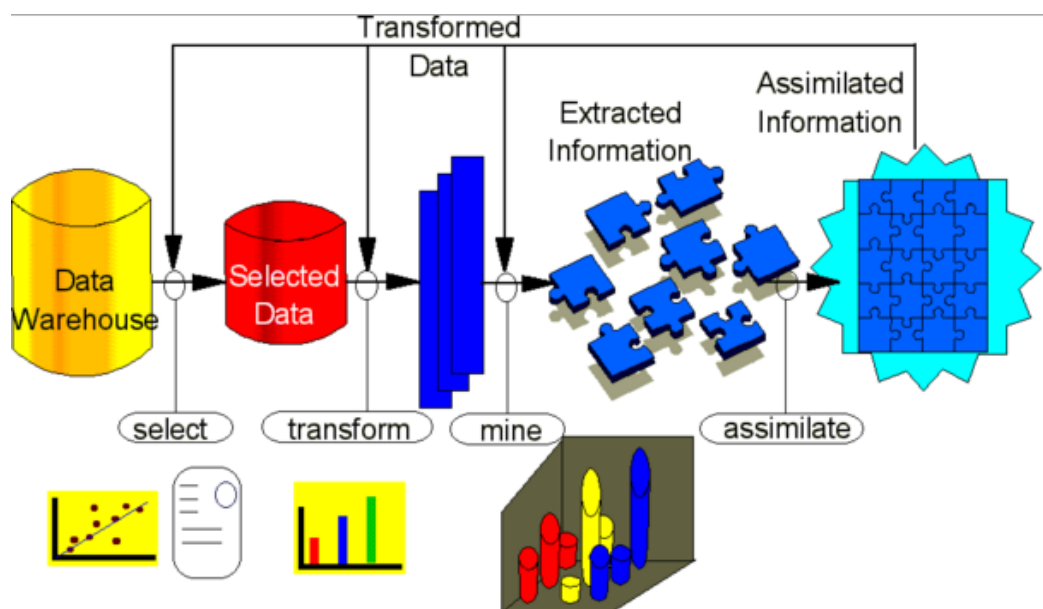 Transformed
Data
Assimilated
Information
Extracted
Information
Data
Warehouse
Selected
Data
select
transform
mine
assimilate